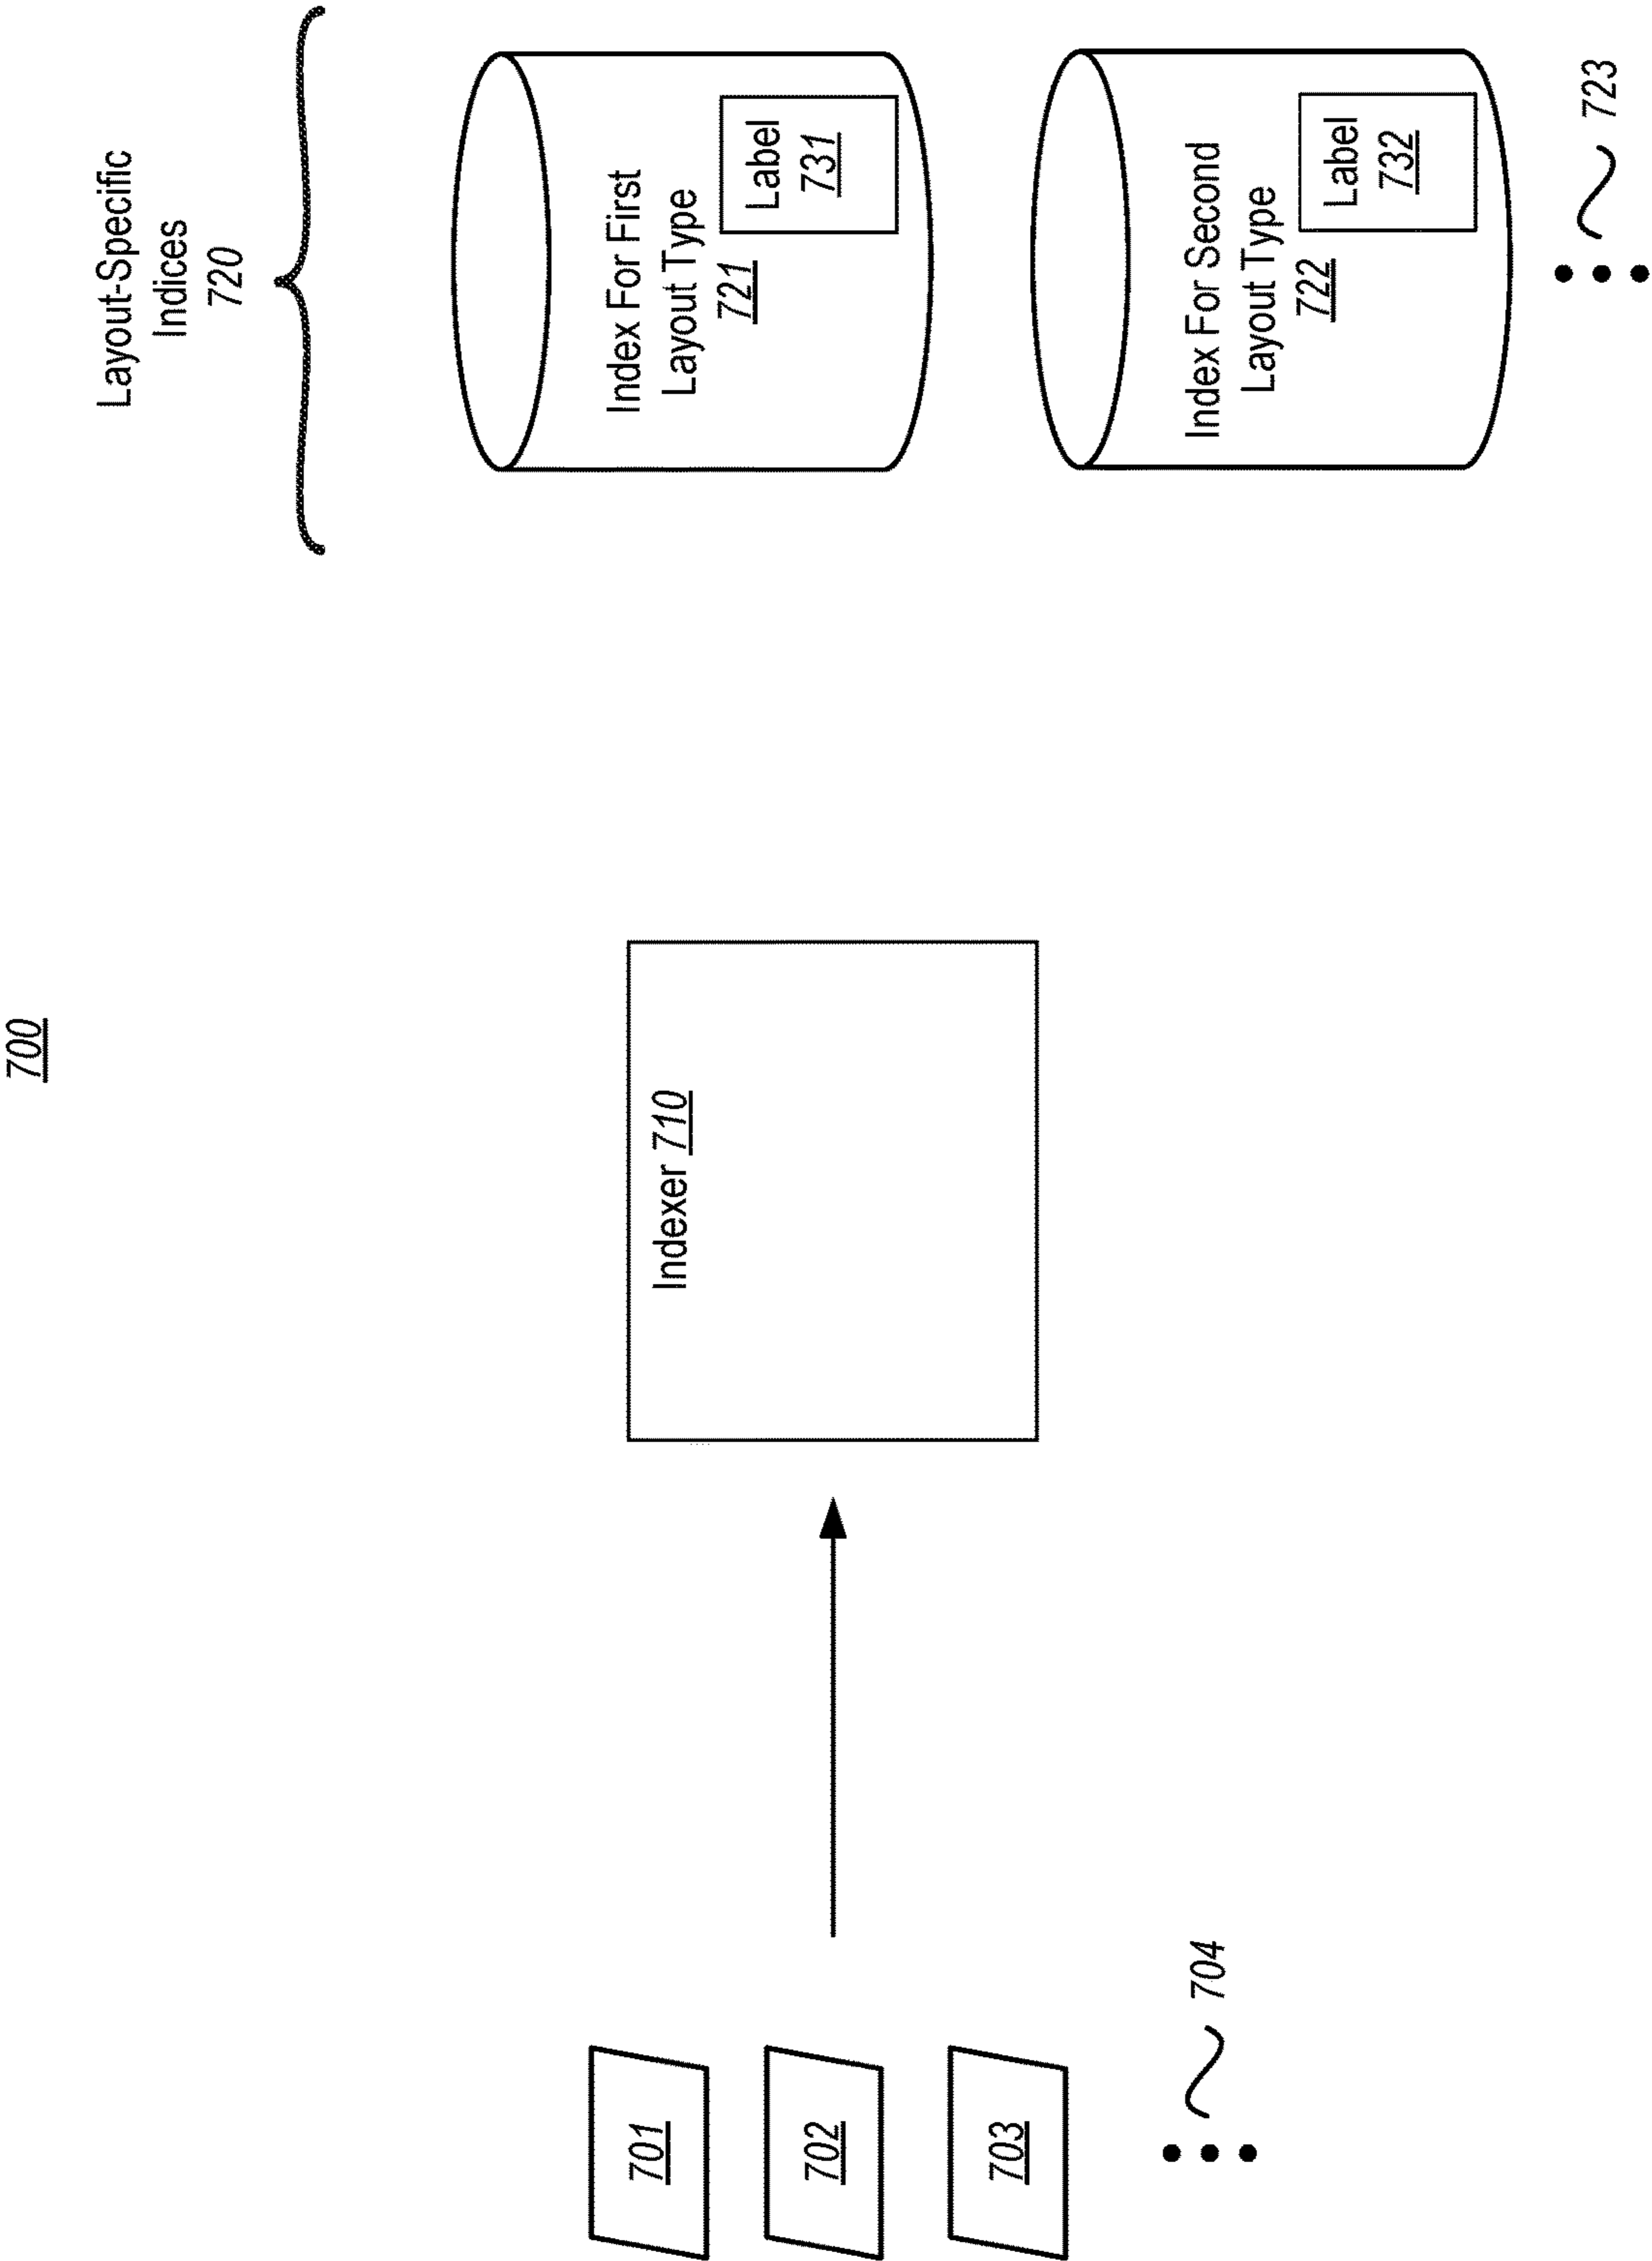 700
701
702
703
704
Indexer 710
Layout-Specific
Indices
720
Index For First
Layout Type
721
Label
731
Index For Second
Layout Type
722
Label
732
723